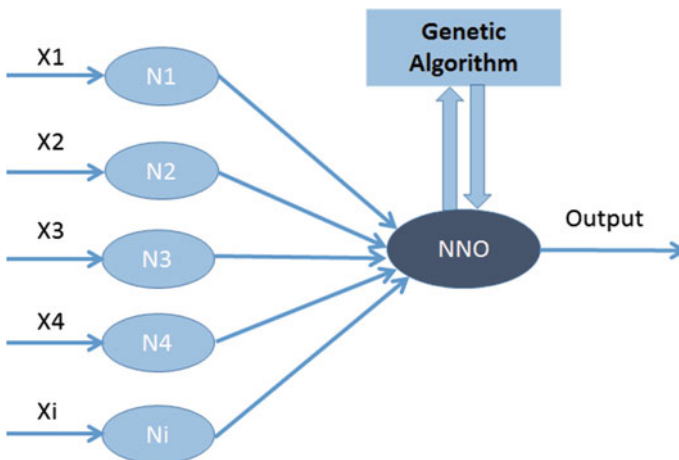 Genetic
Algorithm
X1
N1
X2
N2
X3
N3
X4
N4
Xi
Ni
NNO
Output